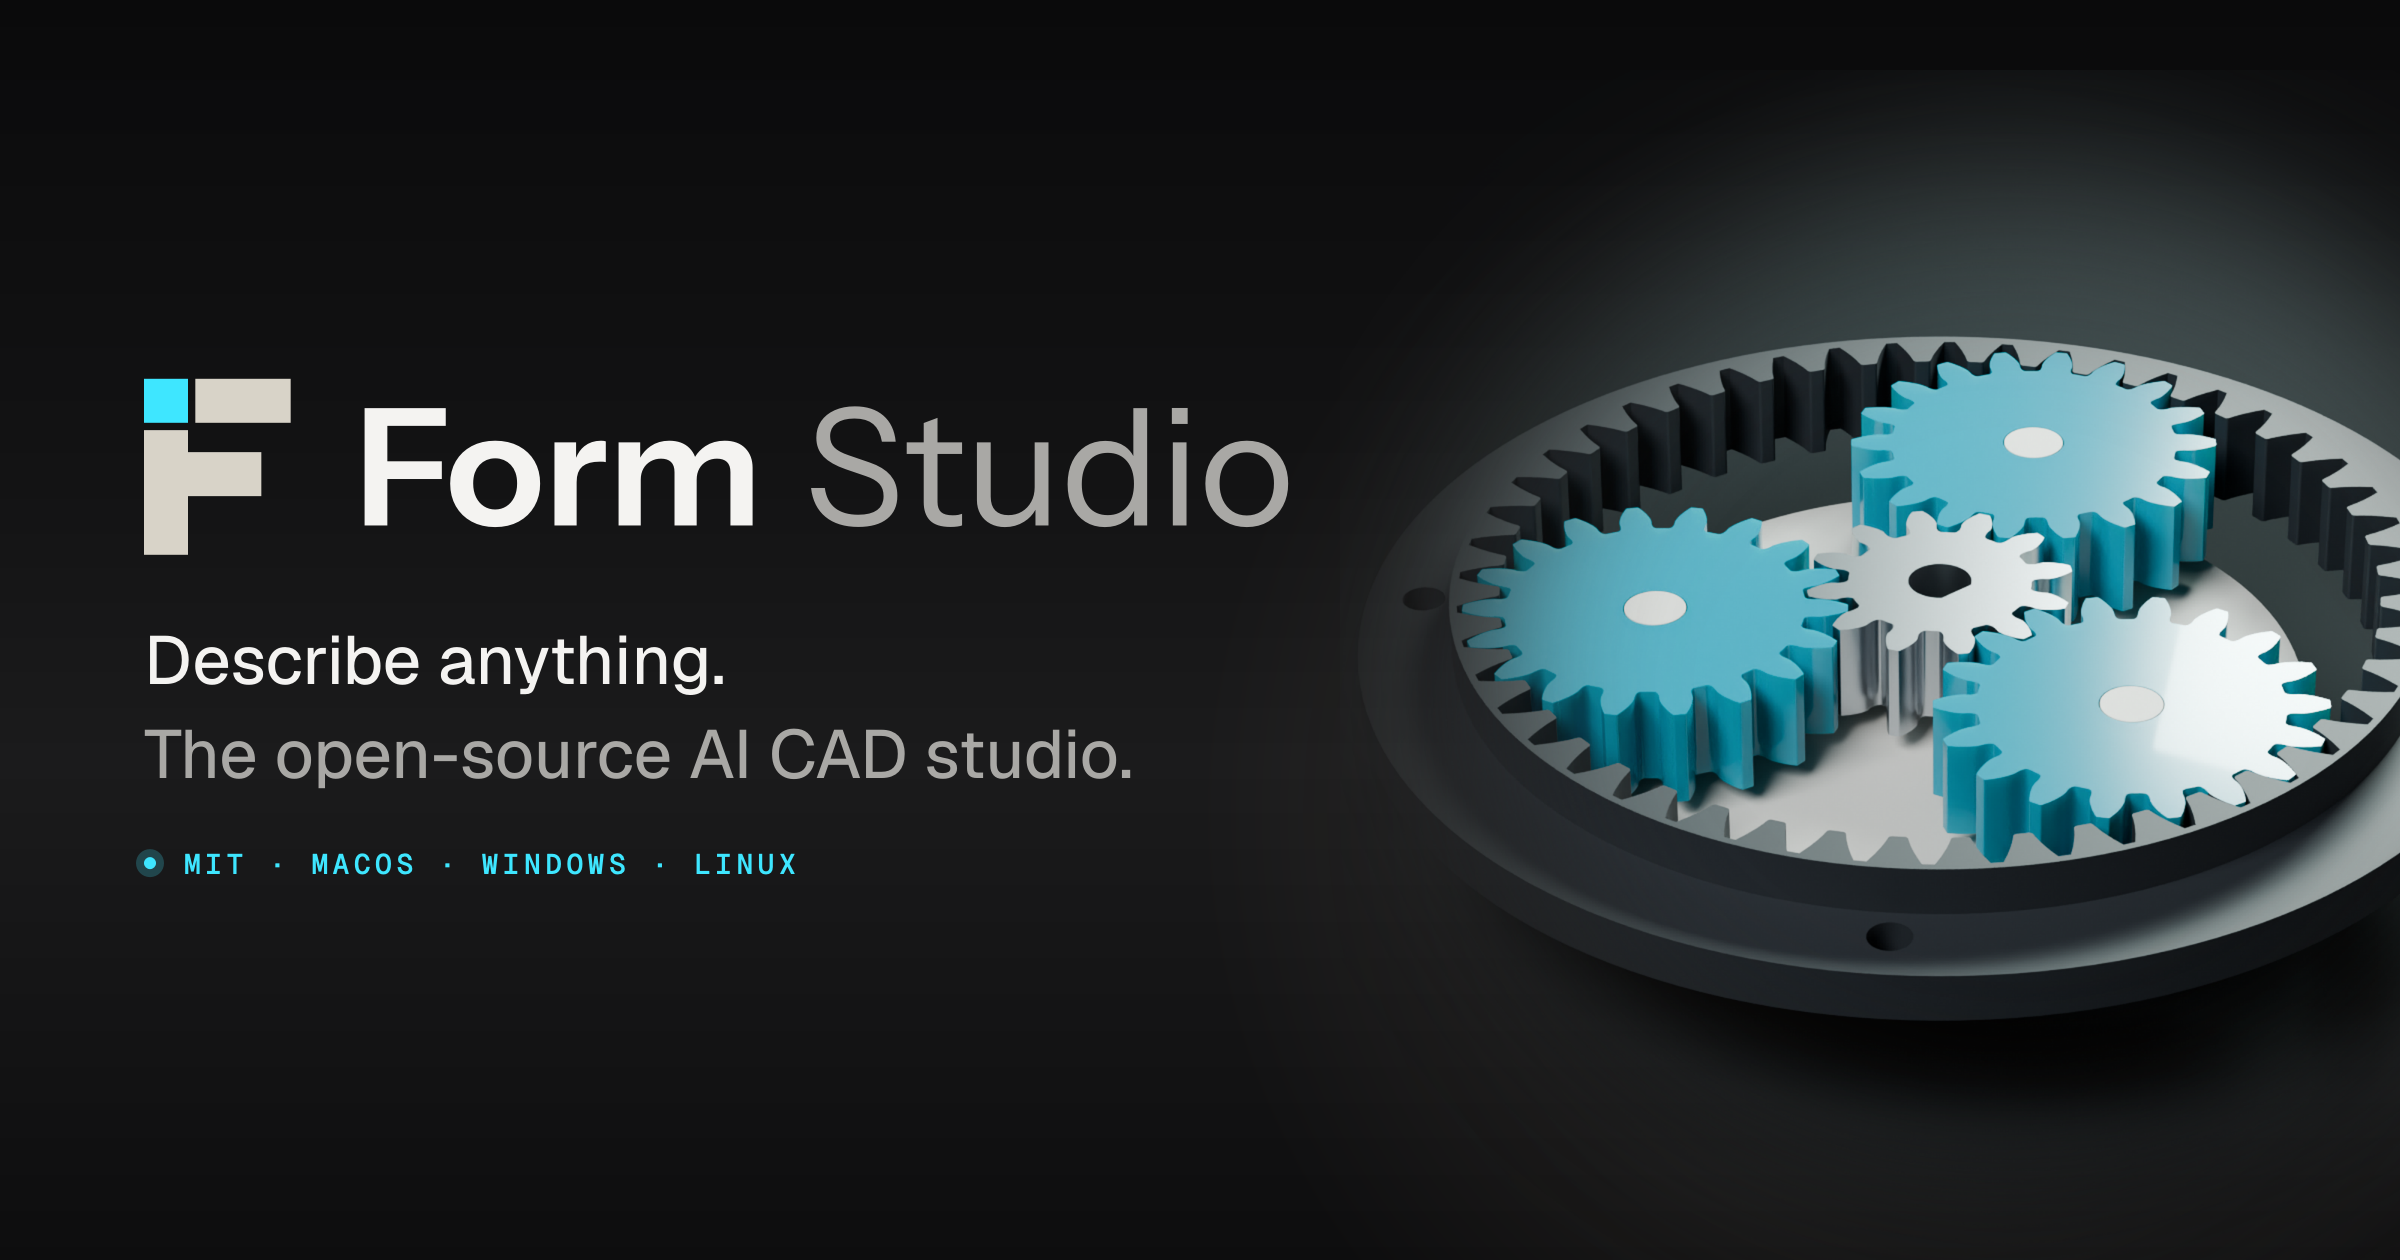 Form Studio
Describe anything.
The open-source AI CAD studio.
MIT · MACOS · WINDOWS · LINUX